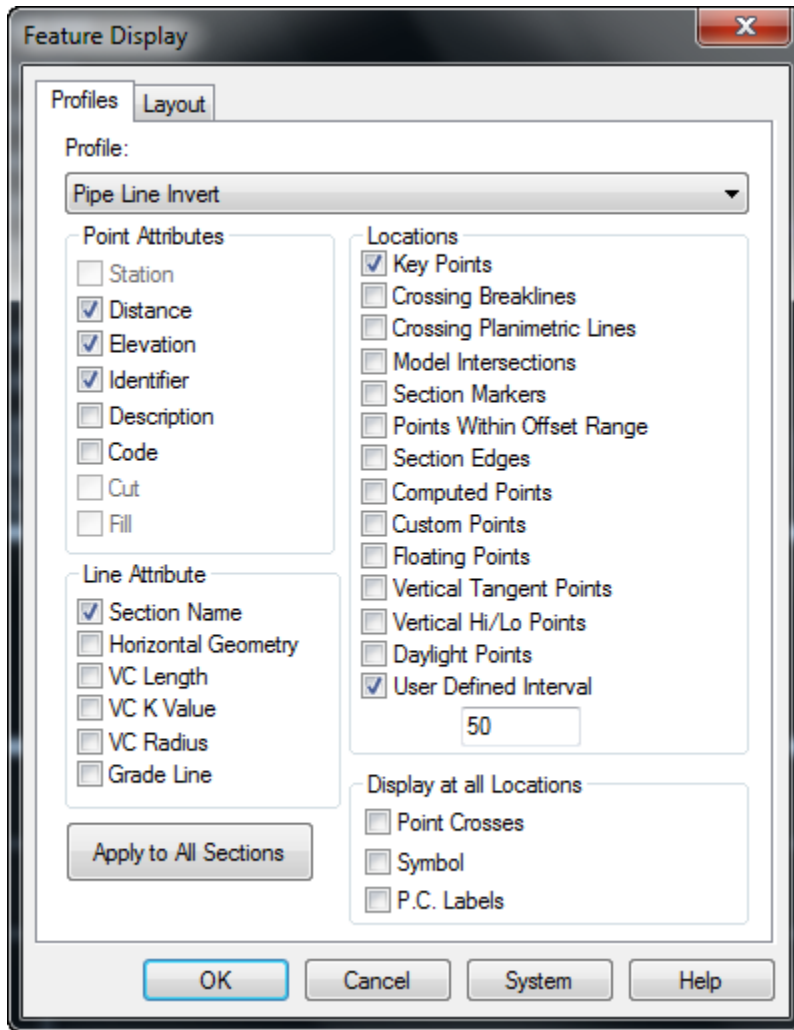 Feature Display
Profiles
Layout
Profile:
Pipe Line Invert
Point Attributes
Station
Distance
Elevation
Identifier
Description
Code
Cut
Fill
Line Attribute
Section Name
Horizontal Geometry
VC Length
VC K Value
VC Radius
Grade Line
Apply to All Sections
Locations
Key Points
Crossing Breaklines
Crossing Planimetric Lines
Model Intersections
Section Markers
Points Within Offset Range
Section Edges
Computed Points
Custom Points
Floating Points
Vertical Tangent Points
Vertical Hi/Lo Points
Daylight Points
User Defined Interval
50
Display at all Locations
Point Crosses
Symbol
P.C. Labels
OK
Cancel
System
Help